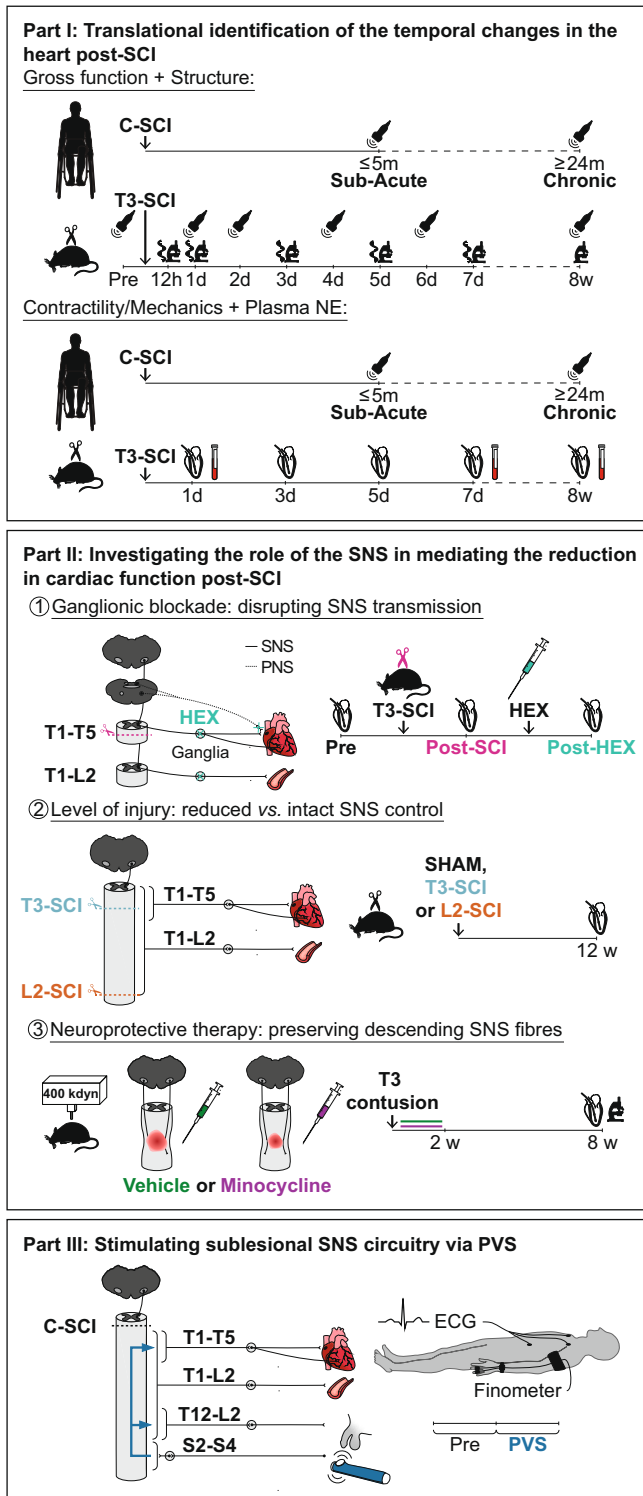 Part I: Translational identification of the temporal changes in the
heart post-SCI
Gross function + Structure:
C-SCI
≤5m
≥24m
Sub-Acute
Chronic
T3-SCI
Pre
12h
1d
2d
3d
4d
5d
6d
7d
8w
Contractility/Mechanics + Plasma NE:
C-SCI
≤5m
≥24m
Sub-Acute
Chronic
T3-SCI
1d
3d
5d
7d
8w
Part II: Investigating the role of the SNS in mediating the reduction
in cardiac function post-SCI
① Ganglionic blockade: disrupting SNS transmission
SNS
PNS
HEX
T1-T5
Ganglia
T1-L2
T3-SCI
HEX
Pre
Post-SCI
Post-HEX
② Level of injury: reduced vs. intact SNS control
T3-SCI
T1-T5
T1-L2
L2-SCI
SHAM,
T3-SCI
or L2-SCI
12 w
③ Neuroprotective therapy: preserving descending SNS fibres
400 kdyn
Vehicle or Minocycline
T3
contusion
2 w
8 w
Part III: Stimulating sublesional SNS circuitry via PVS
C-SCI
T1-T5
T1-L2
T12-L2
S2-S4
ECG
Finometer
Pre
PVS